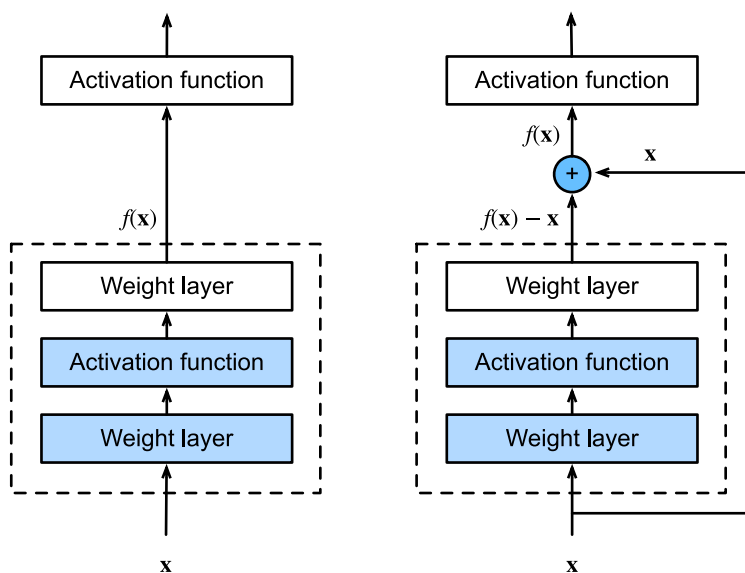 Activation function
f(x)
Weight layer
Activation function
Weight layer
x
Activation function
f(x)
+
x
f(x) − x
Weight layer
Activation function
Weight layer
x